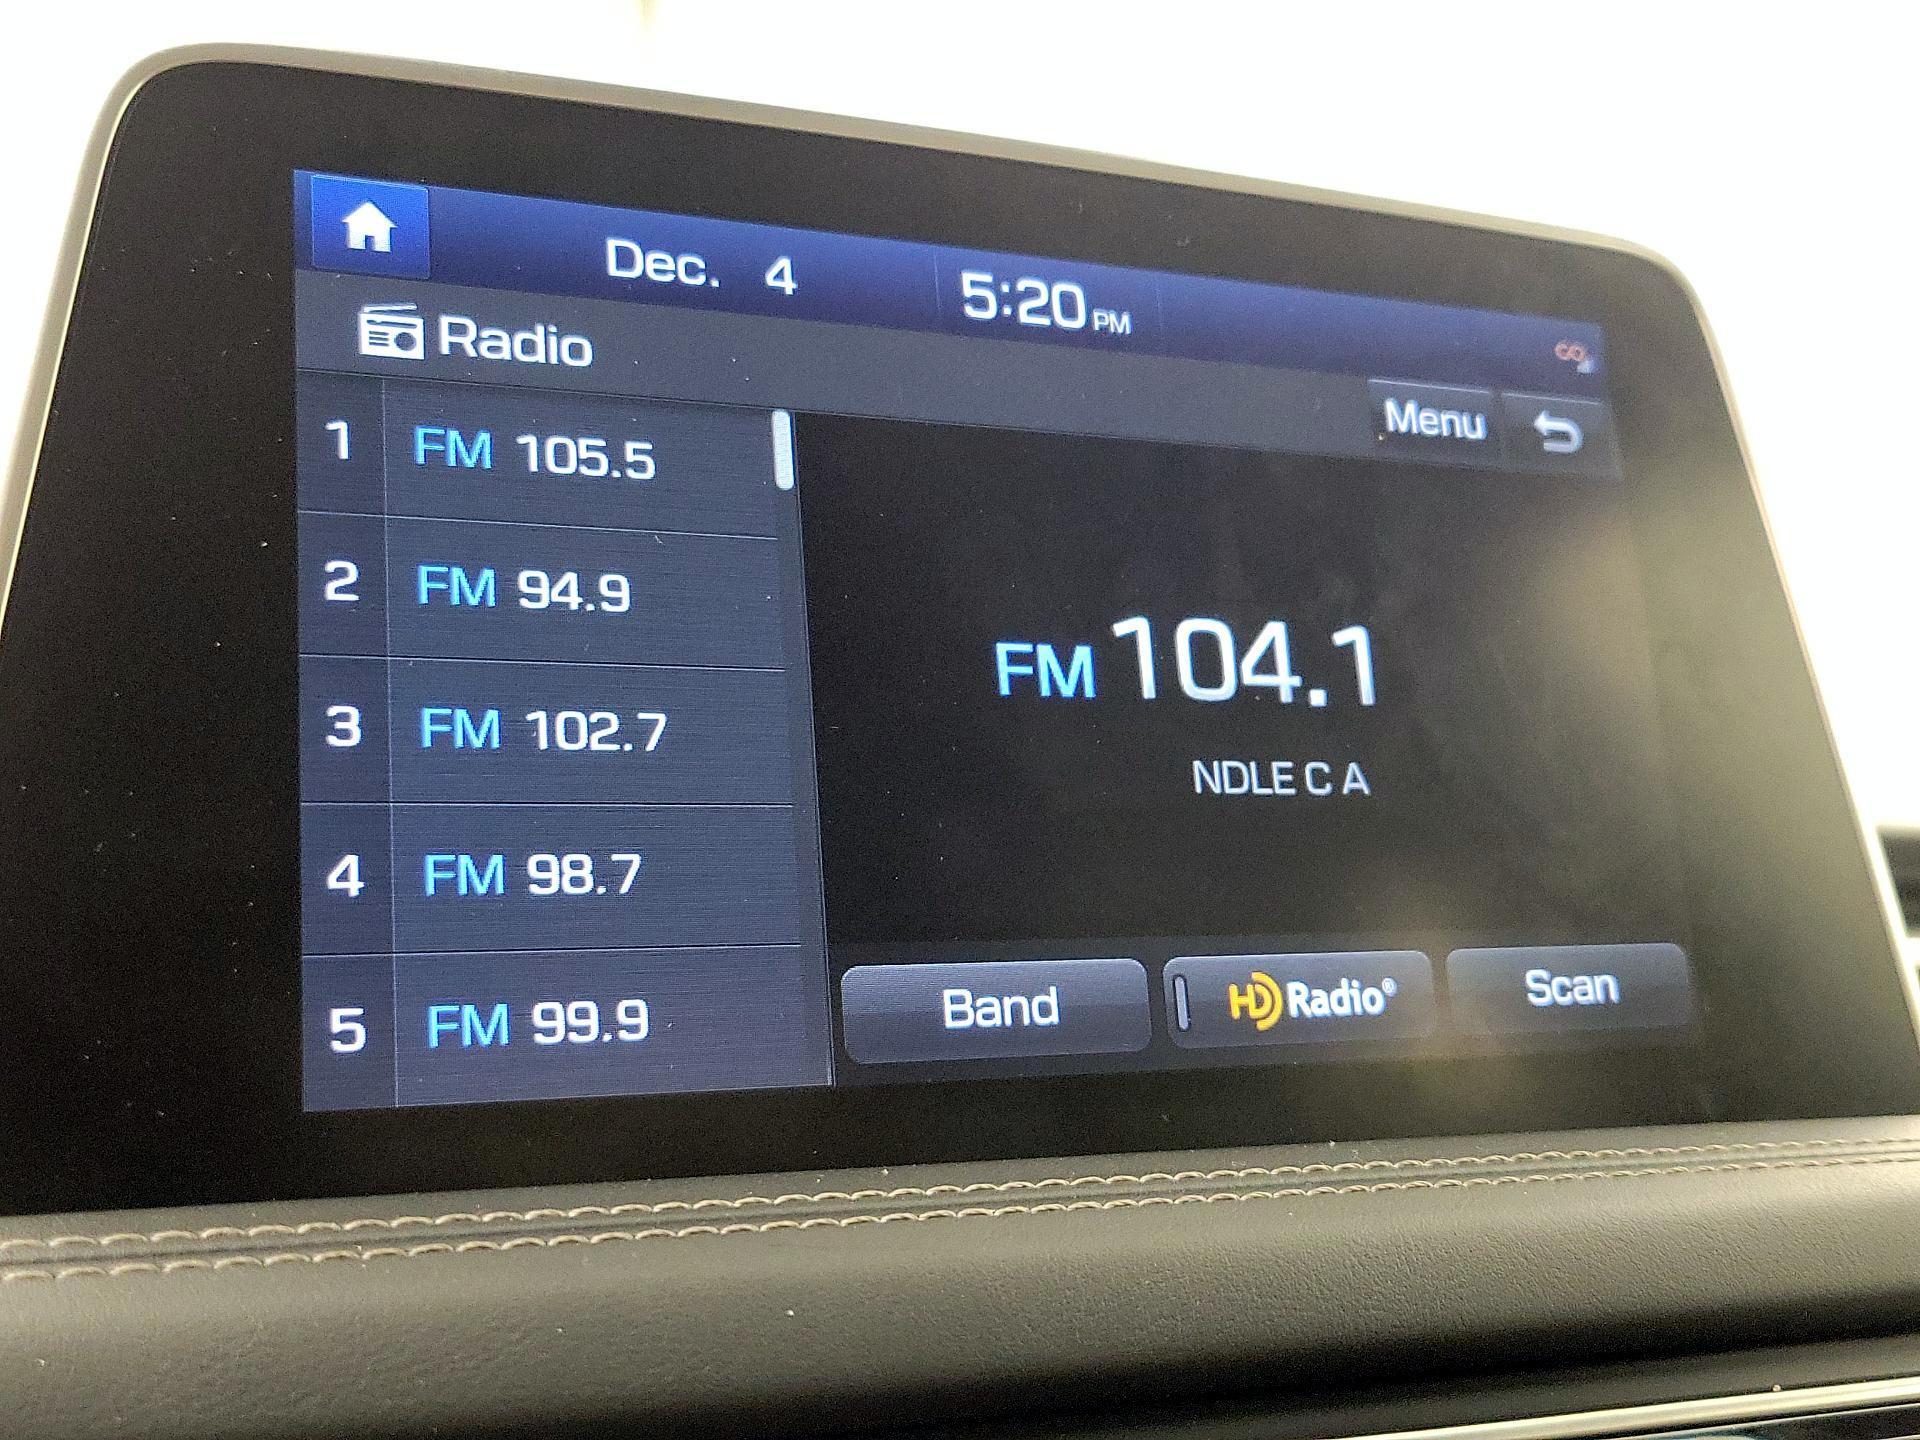 Dec. 4 5:20 PM
Radio
Menu
1 FM 105.5
2 FM 94.9
3 FM 102.7
4 FM 98.7
5 FM 99.9
FM 104.1
NDLE C A
Band
HD Radio®
Scan